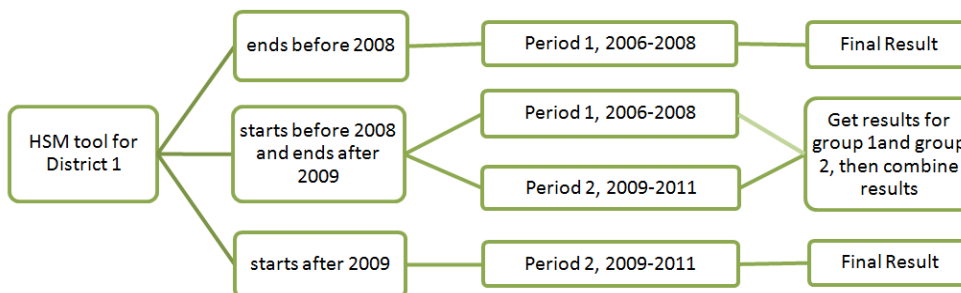 HSM tool for
District 1
ends before 2008
Period 1, 2006-2008
Final Result
starts before 2008
and ends after
2009
Period 1, 2006-2008
Period 2, 2009-2011
Get results for
group 1and group
2, then combine
results
starts after 2009
Period 2, 2009-2011
Final Result